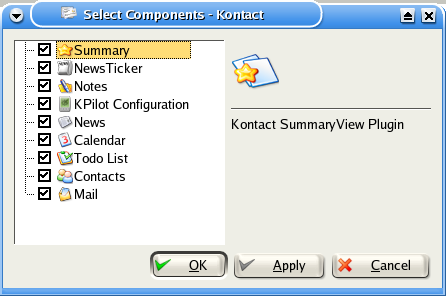 Select Components - Kontact
Summary
NewsTicker
Notes
KPilot Configuration
News
Calendar
Todo List
Contacts
Mail
Kontact SummaryView Plugin
OK
Apply
Cancel